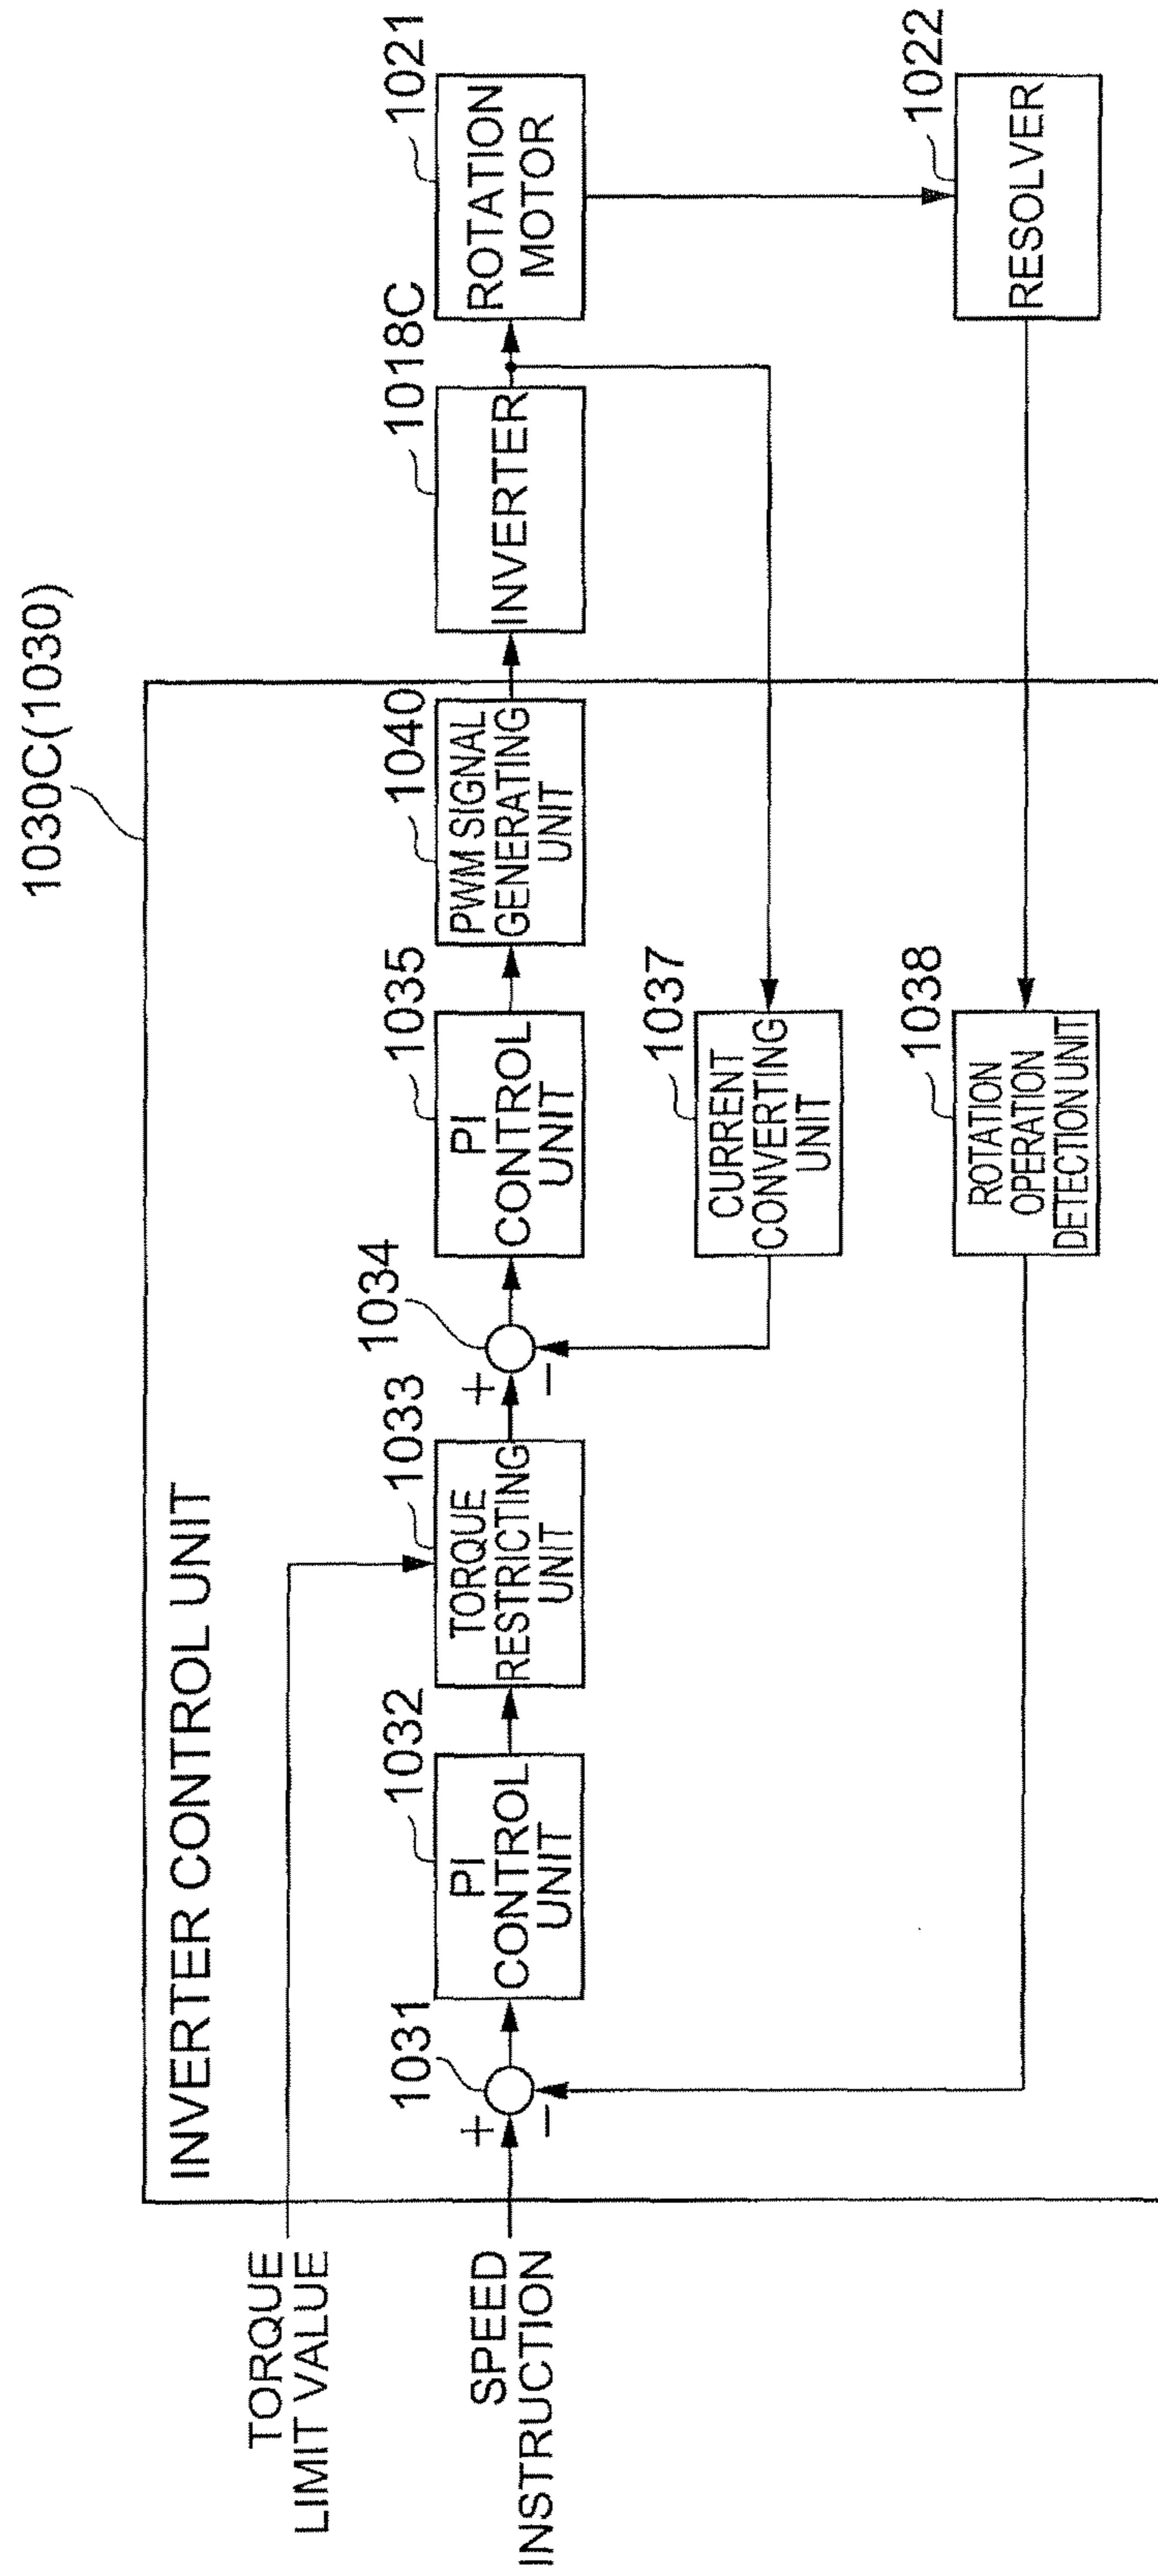 1030C(1030)
INVERTER CONTROL UNIT
TORQUE
LIMIT VALUE
SPEED
INSTRUCTION
+
−
1031
PI
CONTROL
UNIT
1032
TORQUE
RESTRICTING
UNIT
1033
+
−
1034
PI
CONTROL
UNIT
1035
PWM SIGNAL
GENERATING
UNIT
1040
INVERTER
1018C
ROTATION
MOTOR
1021
CURRENT
CONVERTING
UNIT
1037
ROTATION
OPERATION
DETECTION UNIT
1038
RESOLVER
1022